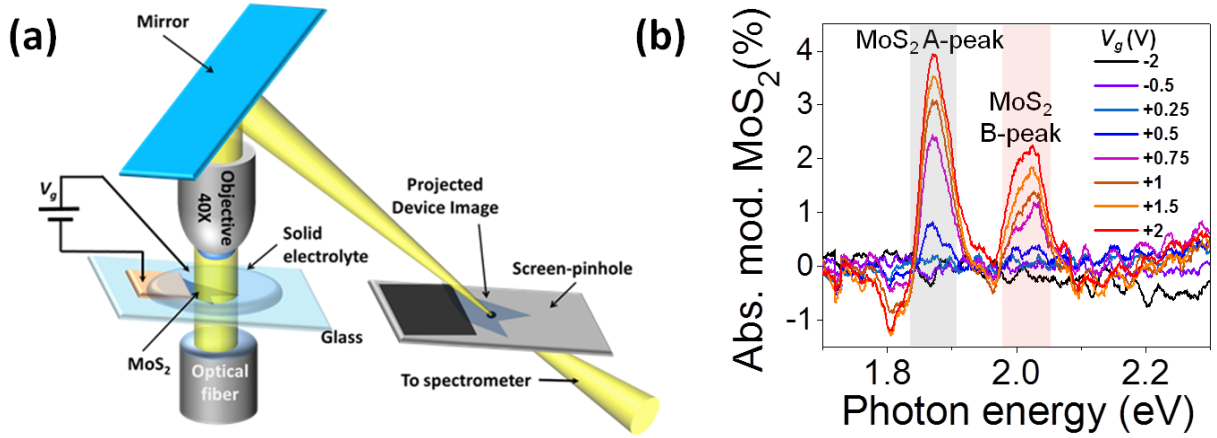 (a)
Mirror
Objective
40X
Vg
Projected
Device Image
Solid
electrolyte
Screen-pinhole
Glass
MoS2
Optical
fiber
To spectrometer
(b)
Abs. mod. MoS2(%)
4
3
2
1
0
-1
MoS2 A-peak
MoS2
B-peak
Vg (V)
-2
-0.5
+0.25
+0.5
+0.75
+1
+1.5
+2
1.8
2.0
2.2
Photon energy (eV)